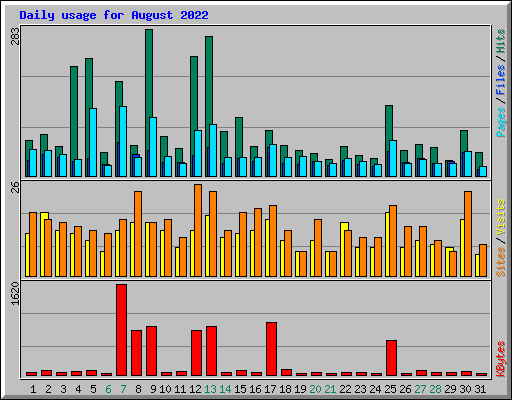 Daily usage for August 2022
283
Pages / Files / Hits
26
Sites / Visits
1620
KBytes
1 2 3 4 5 6 7 8 9 10 11 12 13 14 15 16 17 18 19 20 21 22 23 24 25 26 27 28 29 30 31